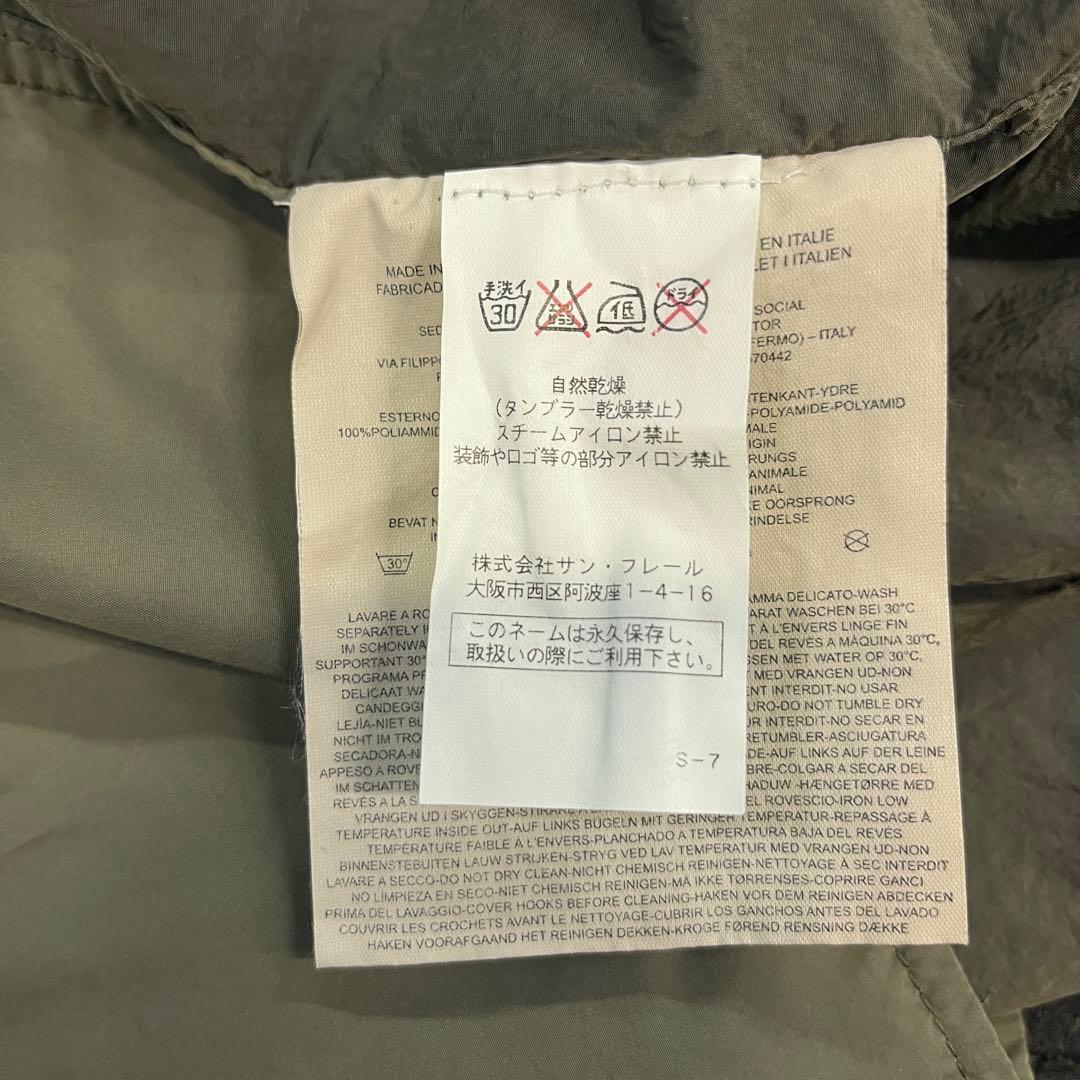 MADE IN
FABRICAD
EN ITALIE
LET I ITALIEN
SED
SOCIAL
TOR
VIA FILIPP
FERMO) – ITALY
70442
ESTERNO
100%POLIAMMID
TENKANT-YDRE
-POLYAMIDE-POLYAMID
MALE
IGIN
RUNGS
ANIMALE
NIMAL
BEVAT N
KE OORSPRONG
IN
RINDELSE
30°
手洗イ
30
エンソ
サラシ
低
ドライ
自然乾燥
(タンブラー乾燥禁止)
スチームアイロン禁止
装飾やロゴ等の部分アイロン禁止
株式会社サン・フレール
大阪市西区阿波座1-4-16
このネームは永久保存し、
取扱いの際にご利用下さい。
S-7
LAVARE A RO
AMMA DELICATO-WASH
SEPARATELY I
ARAT WASCHEN BEI 30°C
IM SCHONWA
T À L'ENVERS LINGE FIN
SUPPORTANT 30°
DEL REVÉS A MÁQUINA 30°C,
PROGRAMA PR
SSEN MET WATER OP 30°C,
DELICAAT WA
MED VRANGEN UD-NON
CANDEGGI
NT INTERDIT-NO USAR
LEJÍA-NIET BL
URO-DO NOT TUMBLE DRY
NICHT IM TRO
R INTERDIT-NO SECAR EN
SECADORA-N
RETUMBLER-ASCIUGATURA
APPESO A ROVE
DE-AUF LINKS AUF DER LEINE
IM SCHATTEN
BRE-COLGAR A SECAR DEL
REVÉS A LA S
HADUW -HÆNGETØRRE MED
VRANGEN UD I SKYGGEN-STIRARE A
EL ROVESCIO-IRON LOW
TEMPERATURE INSIDE OUT-AUF LINKS BÜGELN MIT GERINGER TEMPERATUR-REPASSAGE À
TEMPÉRATURE FAIBLE À L'ENVERS-PLANCHADO A TEMPERATURA BAJA DEL REVÉS
BINNENSTEBUITEN LAUW STRIJKEN-STRYG VED LAV TEMPERATUR MED VRANGEN UD-NON
LAVARE A SECCO-DO NOT DRY CLEAN-NICHT CHEMISCH REINIGEN-NETTOYAGE À SEC INTERDIT
NO LIMPIEZA EN SECO-NIET CHEMISCH REINIGEN-MÅ IKKE TØRRENSES-COPRIRE GANCI
PRIMA DEL LAVAGGIO-COVER HOOKS BEFORE CLEANING-HAKEN VOR DEM REINIGEN ABDECKEN
COUVRIR LES CROCHETS AVANT LE NETTOYAGE-CUBRIR LOS GANCHOS ANTES DEL LAVADO
HAKEN VOORAFGAAND HET REINIGEN DEKKEN-KROGE FØREND RENSNING DÆKKE